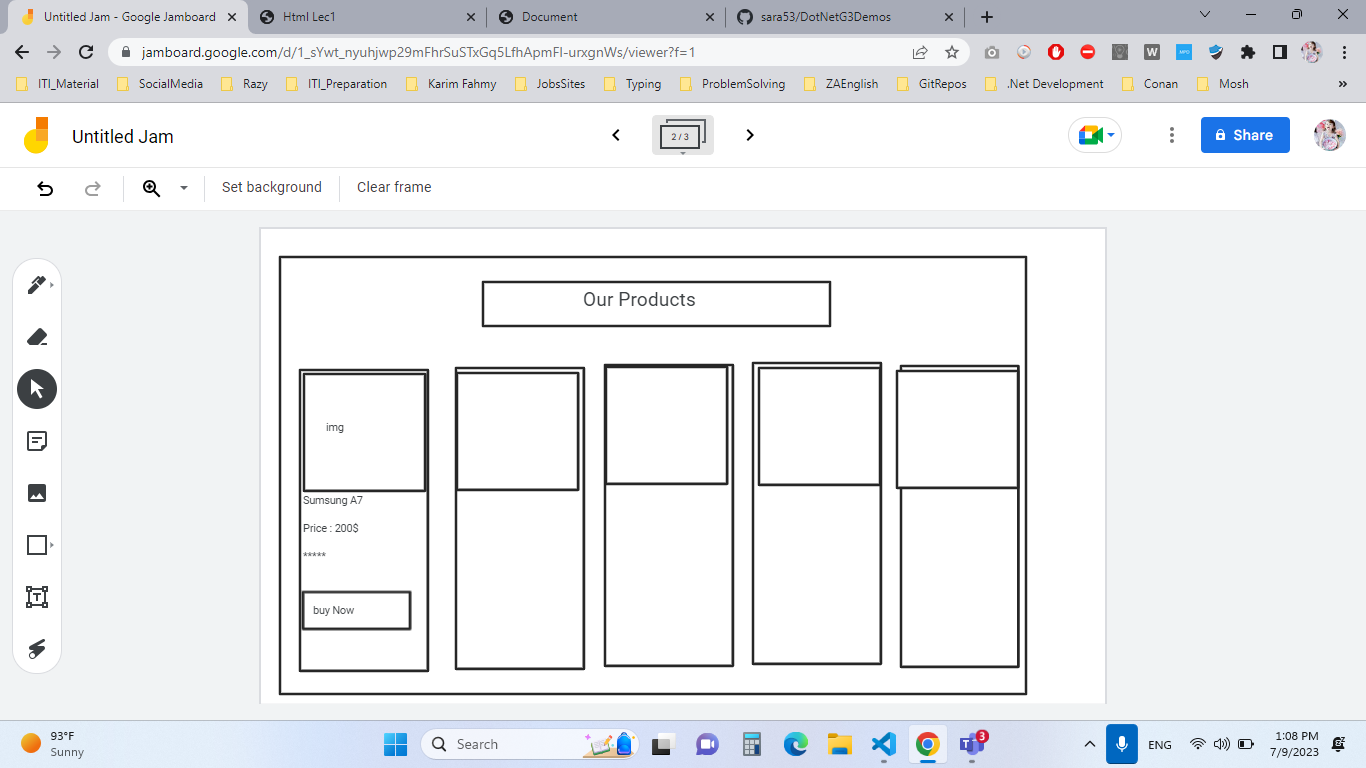 Untitled Jam - Google Jamboard
Html Lec1
Document
sara53/DotNetG3Demos
jamboard.google.com/d/1_sYwt_nyuhjwp29mFhrSuSTxGq5LfhApmFI-urxgnWs/viewer?f=1
W
ITI_Material
SocialMedia
Razy
ITI_Preparation
Karim Fahmy
JobsSites
Typing
ProblemSolving
ZAEnglish
GitRepos
.Net Development
Conan
Mosh
»
Untitled Jam
2 / 3
Share
Set background
Clear frame
Our Products
img
Sumsung A7
Price : 200$
*****
buy Now
93°F
Sunny
Search
3
ENG
1:08 PM
7/9/2023